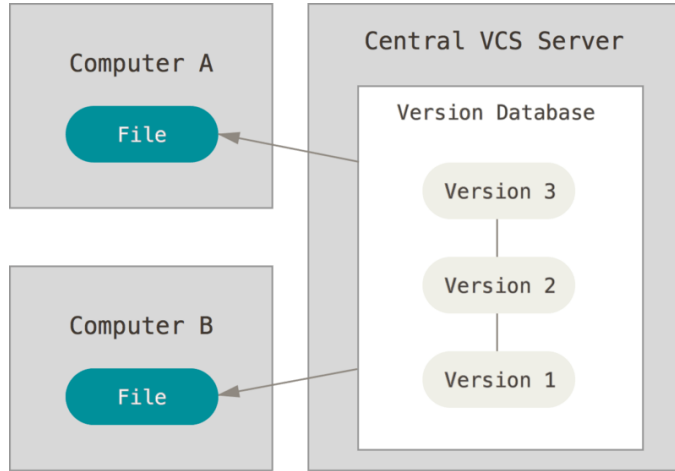 Computer A
File
Computer B
File
Central VCS Server
Version Database
Version 3
Version 2
Version 1